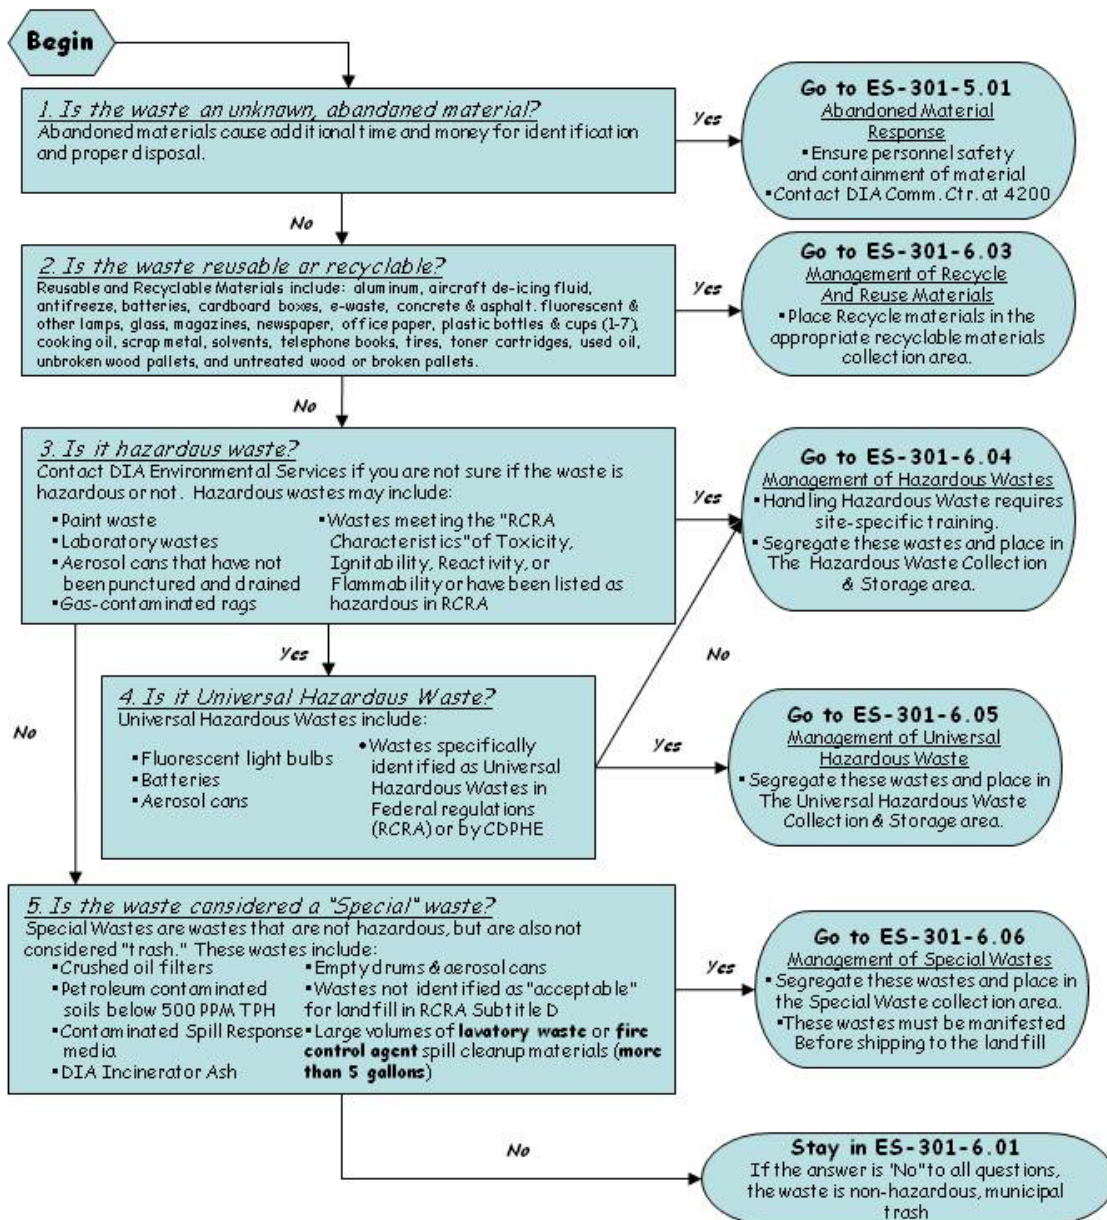 Begin
1. Is the waste an unknown, abandoned material?
Abandoned materials cause additional time and money for identification
and proper disposal.
Yes
Go to ES-301-5.01
Abandoned Material
Response
▪Ensure personnel safety
and containment of material
▪Contact DIA Comm. Ctr. at 4200
No
2. Is the waste reusable or recyclable?
Reusable and Recyclable Materials include: aluminum, aircraft de-icing fluid,
antifreeze, batteries, cardboard boxes, e-waste, concrete & asphalt. fluorescent &
other lamps, glass, magazines, newspaper, office paper, plastic bottles & cups (1-7),
cooking oil, scrap metal, solvents, telephone books, tires, toner cartridges, used oil,
unbroken wood pallets, and untreated wood or broken pallets.
Yes
Go to ES-301-6.03
Management of Recycle
And Reuse Materials
▪Place Recycle materials in the
appropriate recyclable materials
collection area.
No
3. Is it hazardous waste?
Contact DIA Environmental Services if you are not sure if the waste is
hazardous or not. Hazardous wastes may include:
▪Paint waste
▪Laboratory wastes
▪Aerosol cans that have not
been punctured and drained
▪Gas-contaminated rags
▪Wastes meeting the "RCRA
Characteristics" of Toxicity,
Ignitability, Reactivity, or
Flammability or have been listed as
hazardous in RCRA
Yes
Go to ES-301-6.04
Management of Hazardous Wastes
▪Handling Hazardous Waste requires
site-specific training.
▪Segregate these wastes and place in
The Hazardous Waste Collection
& Storage area.
Yes
No
No
4. Is it Universal Hazardous Waste?
Universal Hazardous Wastes include:
▪Fluorescent light bulbs
▪Batteries
▪Aerosol cans
•Wastes specifically
identified as Universal
Hazardous Wastes in
Federal regulations
(RCRA) or by CDPHE
Yes
Go to ES-301-6.05
Management of Universal
Hazardous Waste
▪Segregate these wastes and place in
The Universal Hazardous Waste
Collection & Storage area.
5. Is the waste considered a "Special" waste?
Special Wastes are wastes that are not hazardous, but are also not
considered "trash." These wastes include:
▪Crushed oil filters
▪Petroleum contaminated
soils below 500 PPM TPH
▪Contaminated Spill Response
media
▪DIA Incinerator Ash
▪Empty drums & aerosol cans
▪Wastes not identified as "acceptable"
for landfill in RCRA Subtitle D
▪Large volumes of lavatory waste or fire
control agent spill cleanup materials (more
than 5 gallons)
Yes
Go to ES-301-6.06
Management of Special Wastes
▪Segregate these wastes and place in
the Special Waste collection area.
▪These wastes must be manifested
Before shipping to the landfill
No
Stay in ES-301-6.01
If the answer is "No" to all questions,
the waste is non-hazardous, municipal
trash